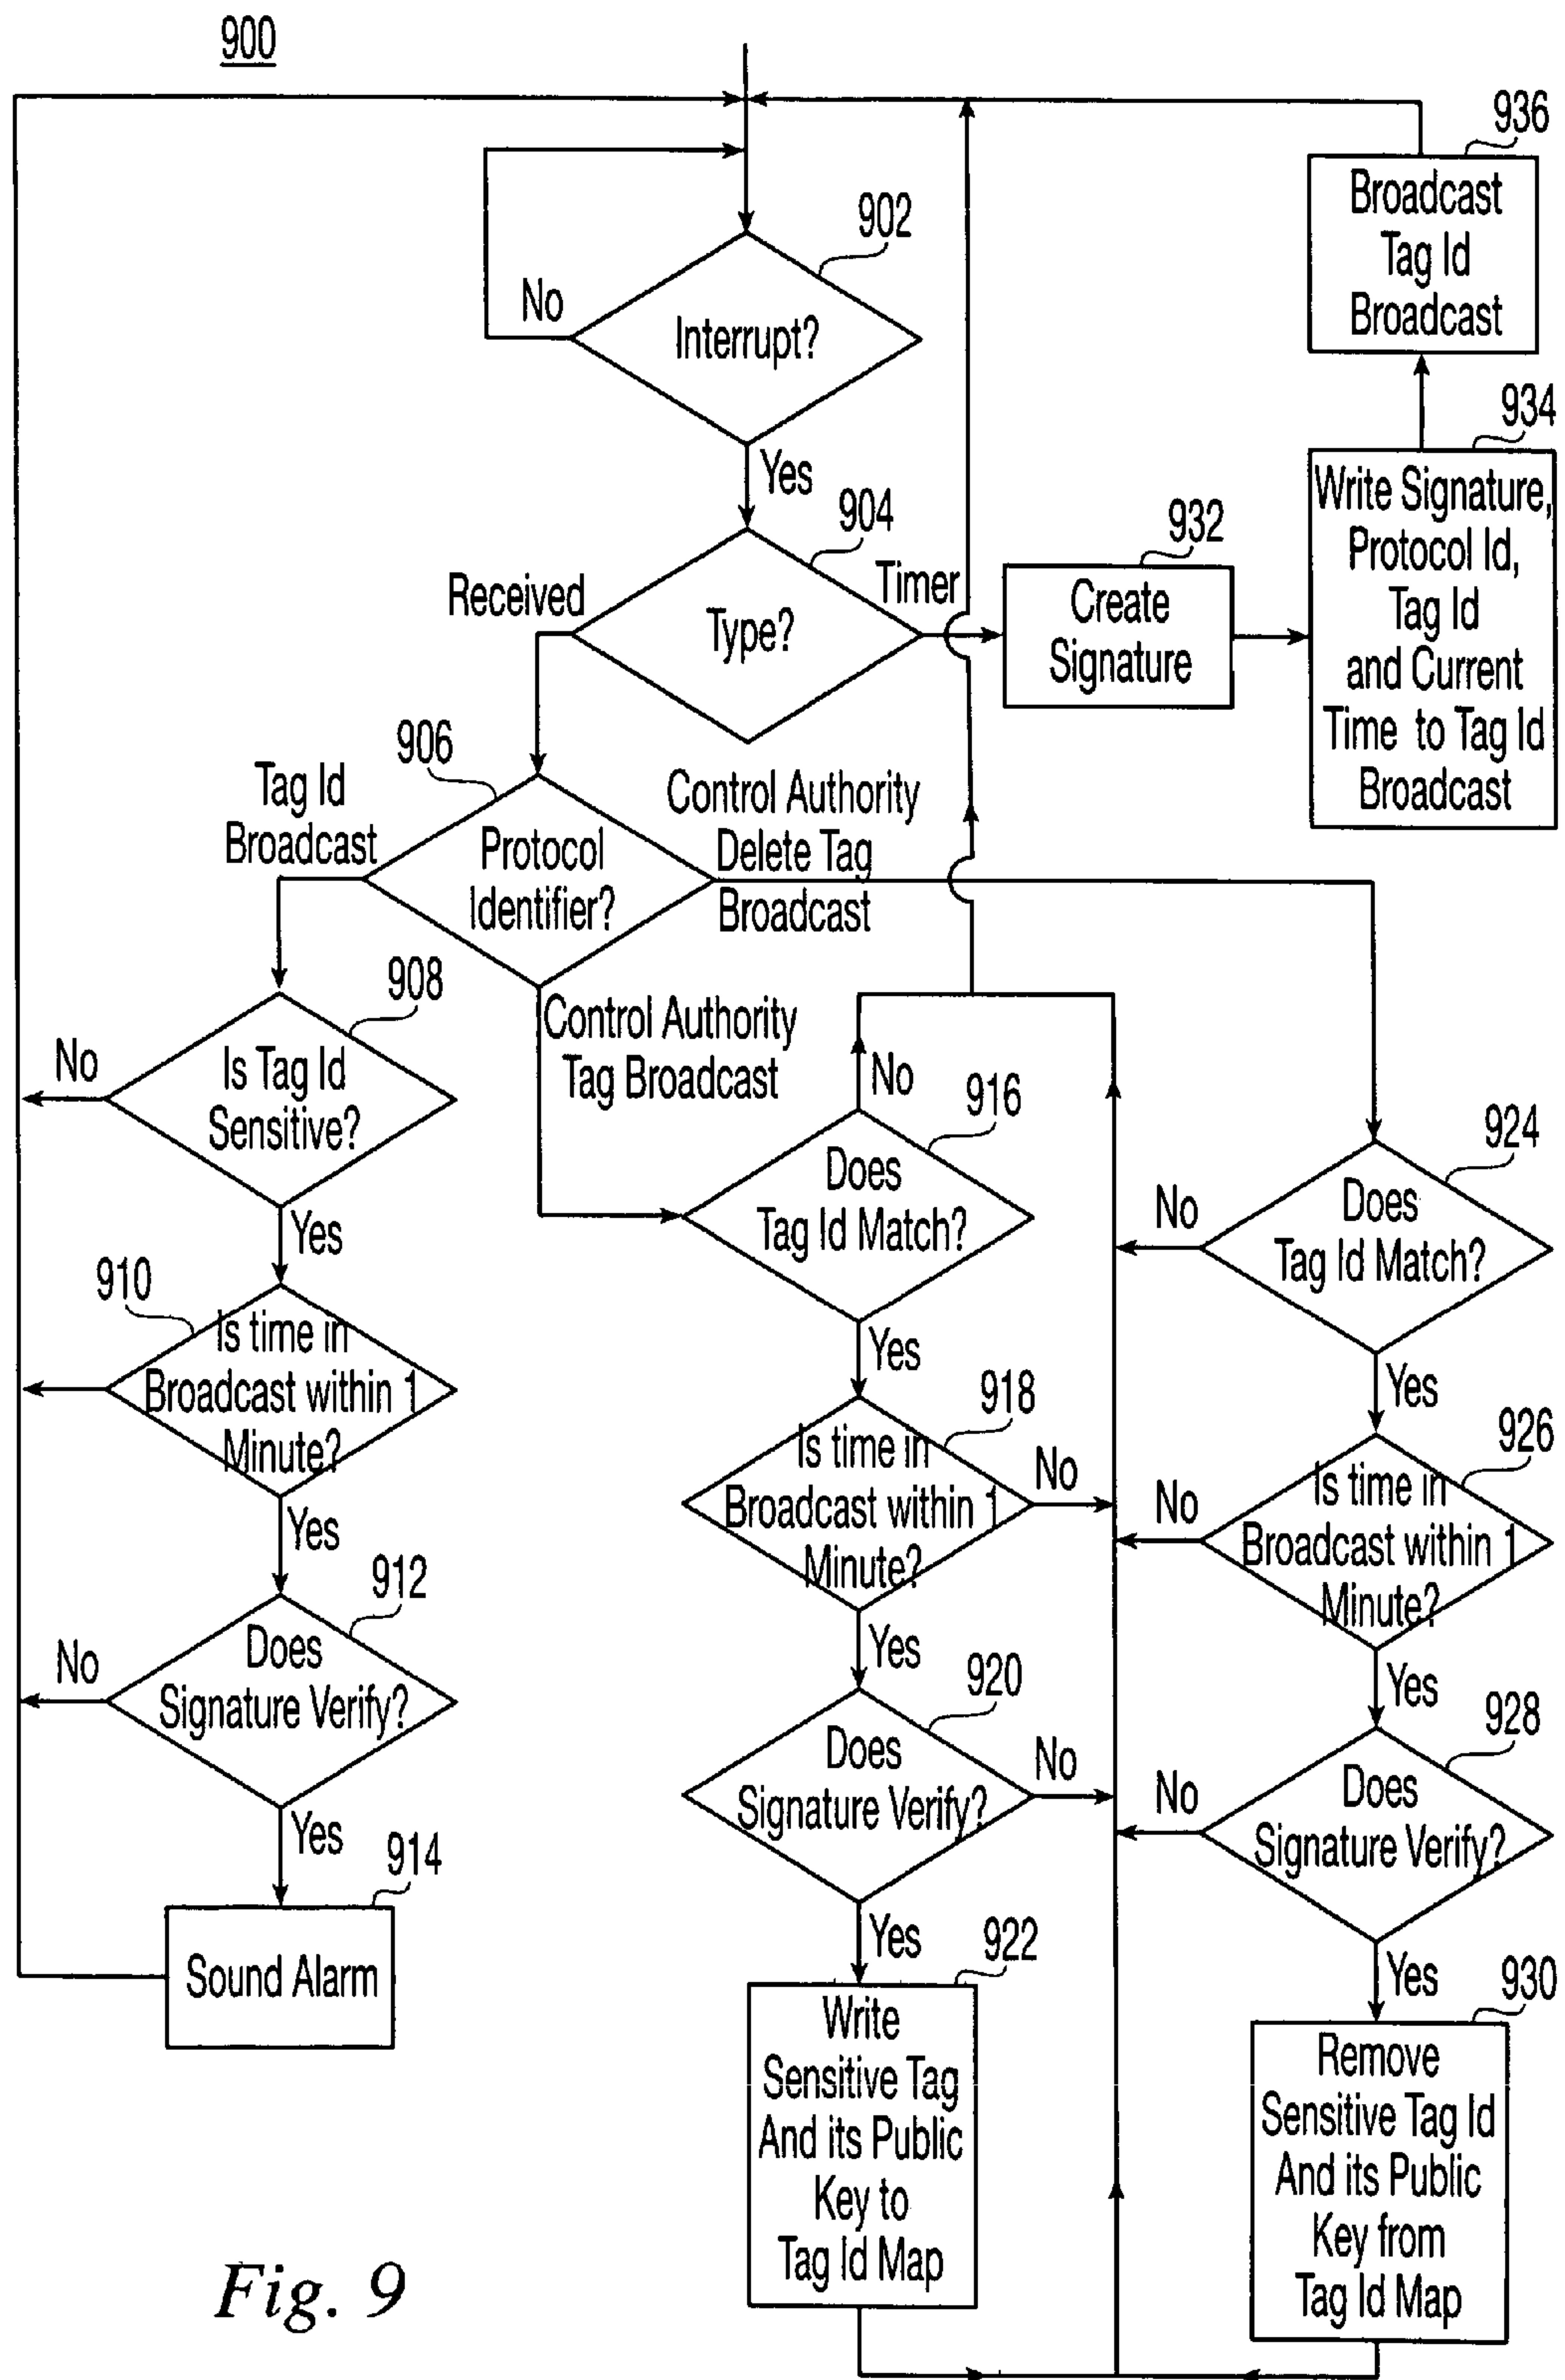 900
936
Broadcast
Tag Id
Broadcast
902
No
Interrupt?
Yes
934
Write Signature,
Protocol Id,
Tag Id
and Current
Time to Tag Id
Broadcast
904
Received
Type?
Timer
932
Create
Signature
906
Tag Id
Broadcast
Protocol
Identifier?
Control Authority
Delete Tag
Broadcast
Control Authority
Tag Broadcast
908
No
Is Tag Id
Sensitive?
Yes
910
Is time in
Broadcast within 1
Minute?
Yes
912
No
Does
Signature Verify?
Yes
914
Sound Alarm
No
916
Does
Tag Id Match?
Yes
918
Is time in
Broadcast within 1
Minute?
No
Yes
920
Does
Signature Verify?
No
Yes
922
Write
Sensitive Tag
And its Public
Key to
Tag Id Map
924
No
Does
Tag Id Match?
Yes
926
No
Is time in
Broadcast within 1
Minute?
Yes
928
No
Does
Signature Verify?
Yes
930
Remove
Sensitive Tag Id
And its Public
Key from
Tag Id Map
Fig. 9